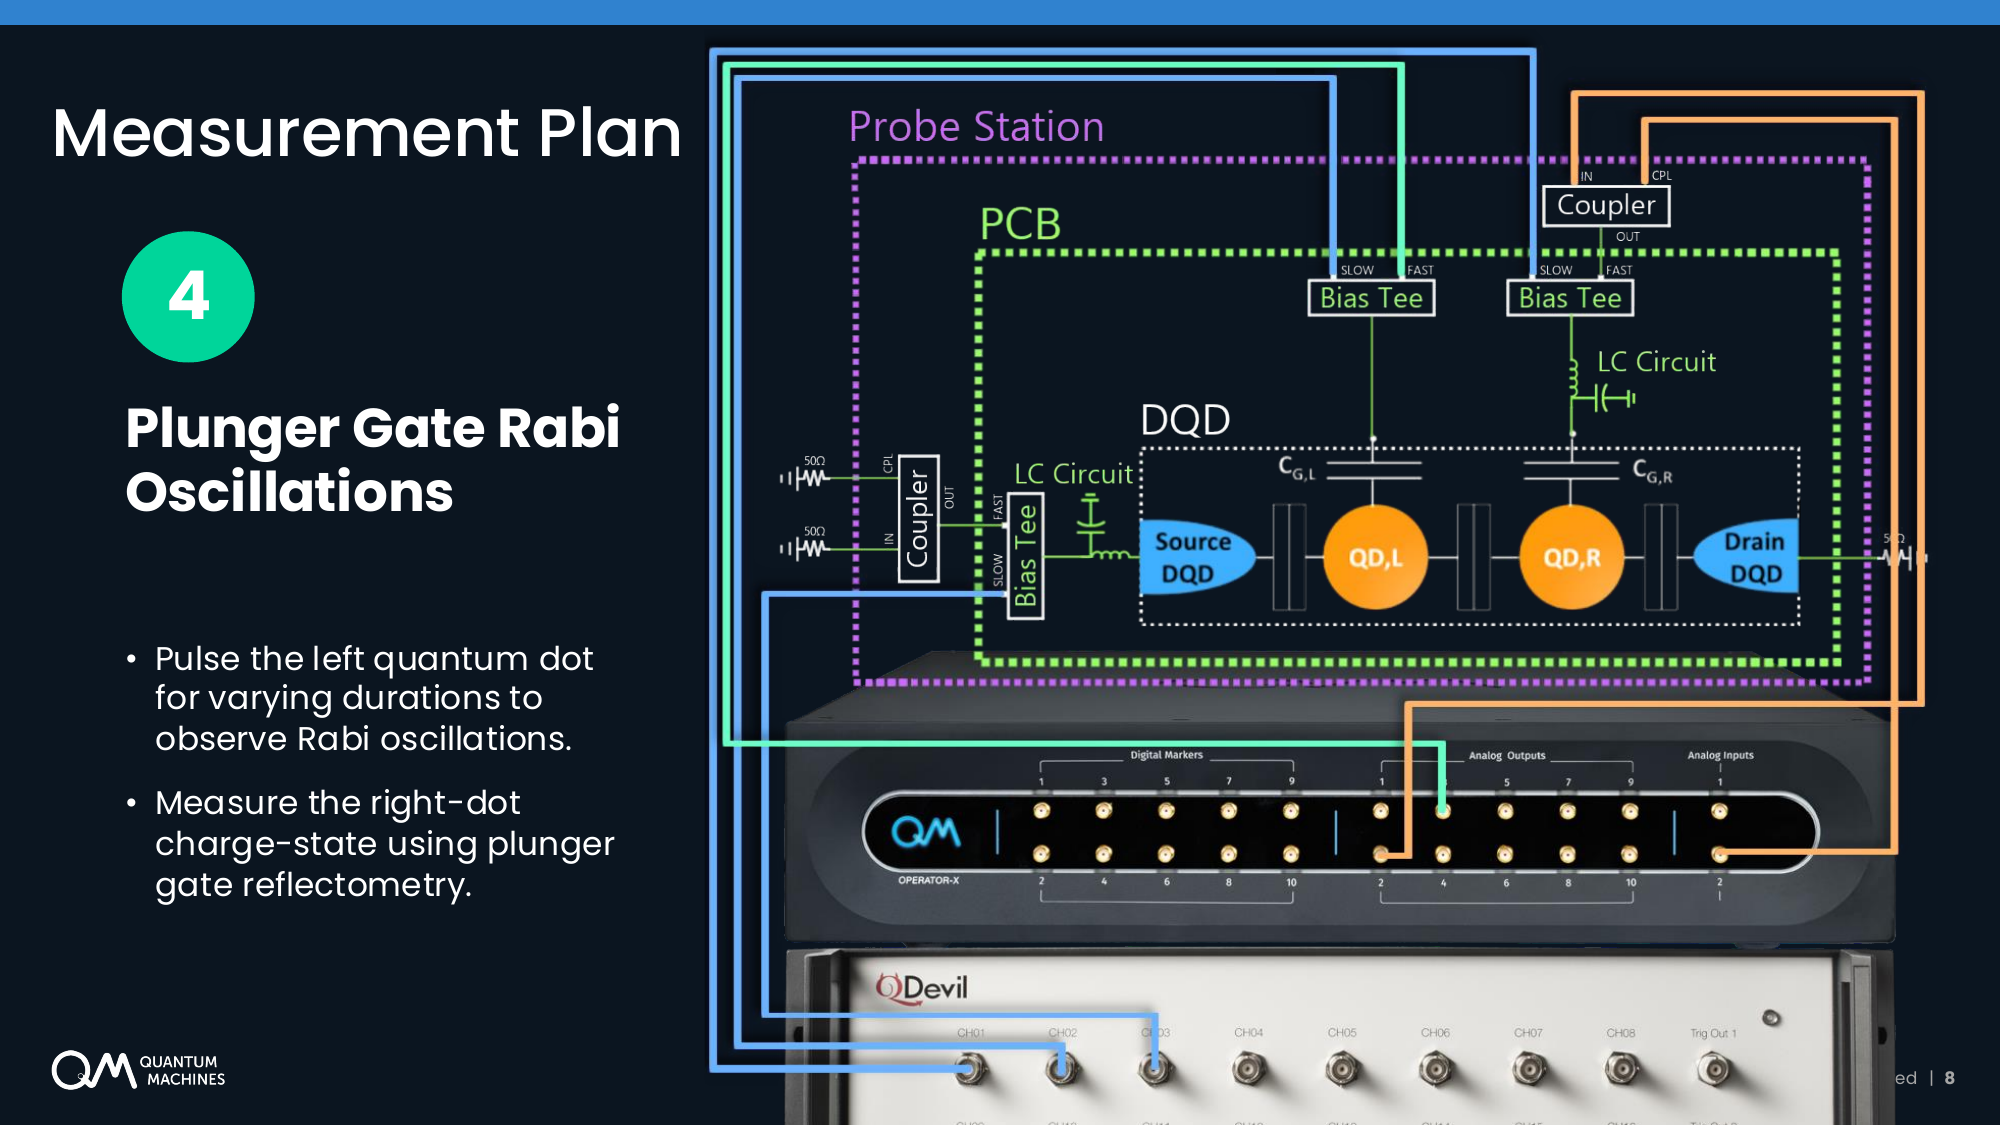 Measurement Plan
4
Plunger Gate Rabi
Oscillations
• Pulse the left quantum dot
for varying durations to
observe Rabi oscillations.
• Measure the right-dot
charge-state using plunger
gate reflectometry.
QM QUANTUM
MACHINES
Probe Station
PCB
IN CPL
Coupler
OUT
SLOW FAST SLOW FAST
Bias Tee Bias Tee
LC Circuit
DQD
50Ω CPL
LC Circuit
C G,L C G,R
Coupler OUT FAST
50Ω IN
SLOW Bias Tee
Source
DQD
QD,L
QD,R
Drain
DQD
Digital Markers Analog Outputs Analog Inputs
1 3 5 7 9 1 5 7 9 1
QM
OPERATOR-X
2 4 6 8 10 2 4 6 8 10 2
QDevil
CH01 CH02 CH03 CH04 CH05 CH06 CH07 CH08 Trig Out 1
ed | 8